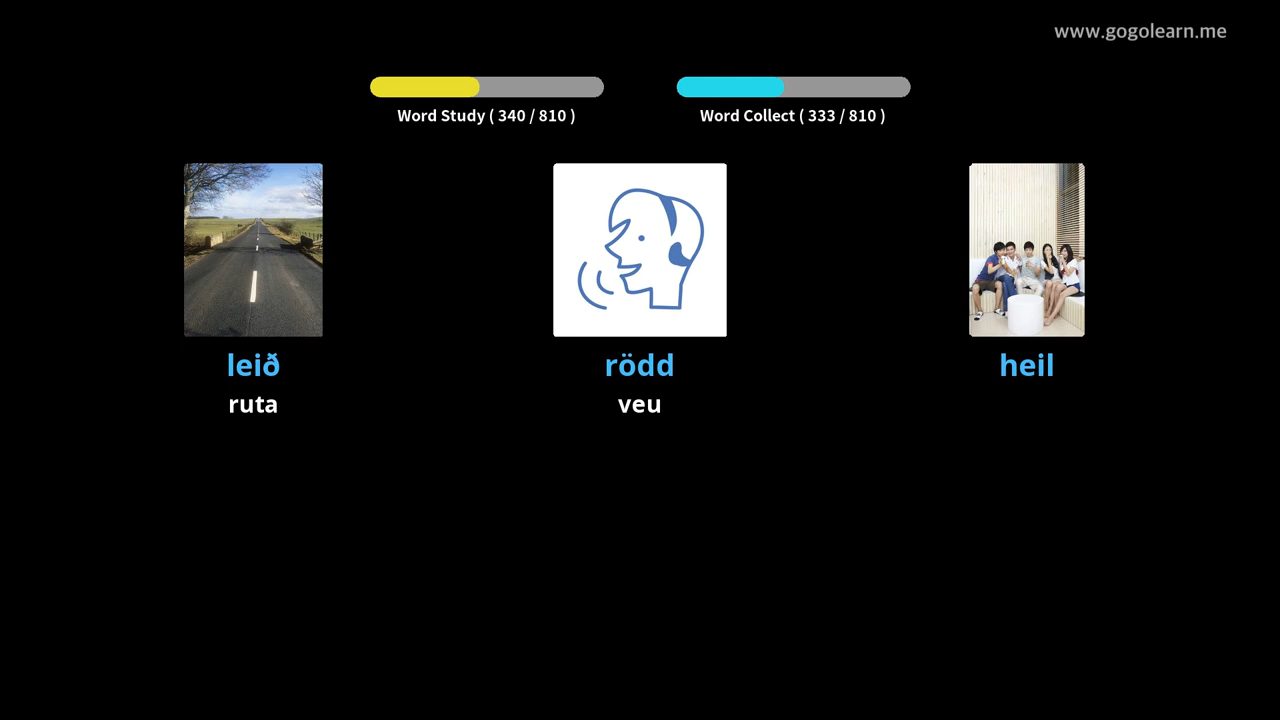 www.gogolearn.me
Word Study ( 340 / 810 )
Word Collect ( 333 / 810 )
leið
ruta
rödd
veu
heil